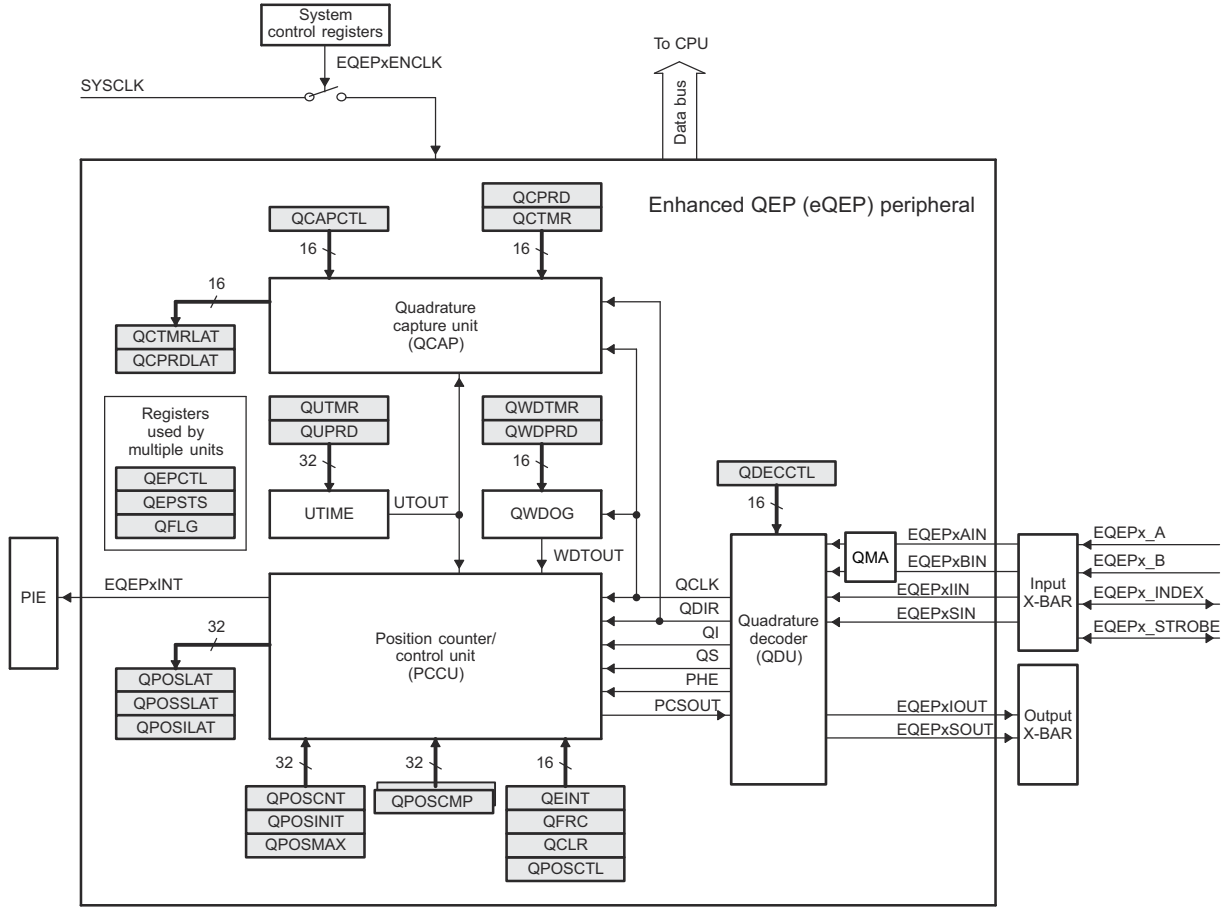 System
control registers
To CPU
EQEPxENCLK
SYSCLK
Data bus
Enhanced QEP (eQEP) peripheral
QCPRD
QCTMR
QCAPCTL
16
16
16
Quadrature
capture unit
(QCAP)
QCTMRLAT
QCPRDLAT
Registers
used by
multiple units
QEPCTL
QEPSTS
QFLG
QUTMR
QUPRD
QWDTMR
QWDPRD
32
16
QDECCTL
16
UTIME
UTOUT
QWDOG
WDTOUT
QMA
EQEPxAIN
EQEPxBIN
EQEPxIIN
EQEPxSIN
Input
X-BAR
EQEPx_A
EQEPx_B
EQEPx_INDEX
EQEPx_STROBE
PIE
EQEPxINT
Position counter/
control unit
(PCCU)
QCLK
QDIR
QI
QS
PHE
PCSOUT
Quadrature
decoder
(QDU)
32
QPOSLAT
QPOSSLAT
QPOSILAT
EQEPxIOUT
EQEPxSOUT
Output
X-BAR
32
32
16
QPOSCNT
QPOSINIT
QPOSMAX
QPOSCMP
QEINT
QFRC
QCLR
QPOSCTL